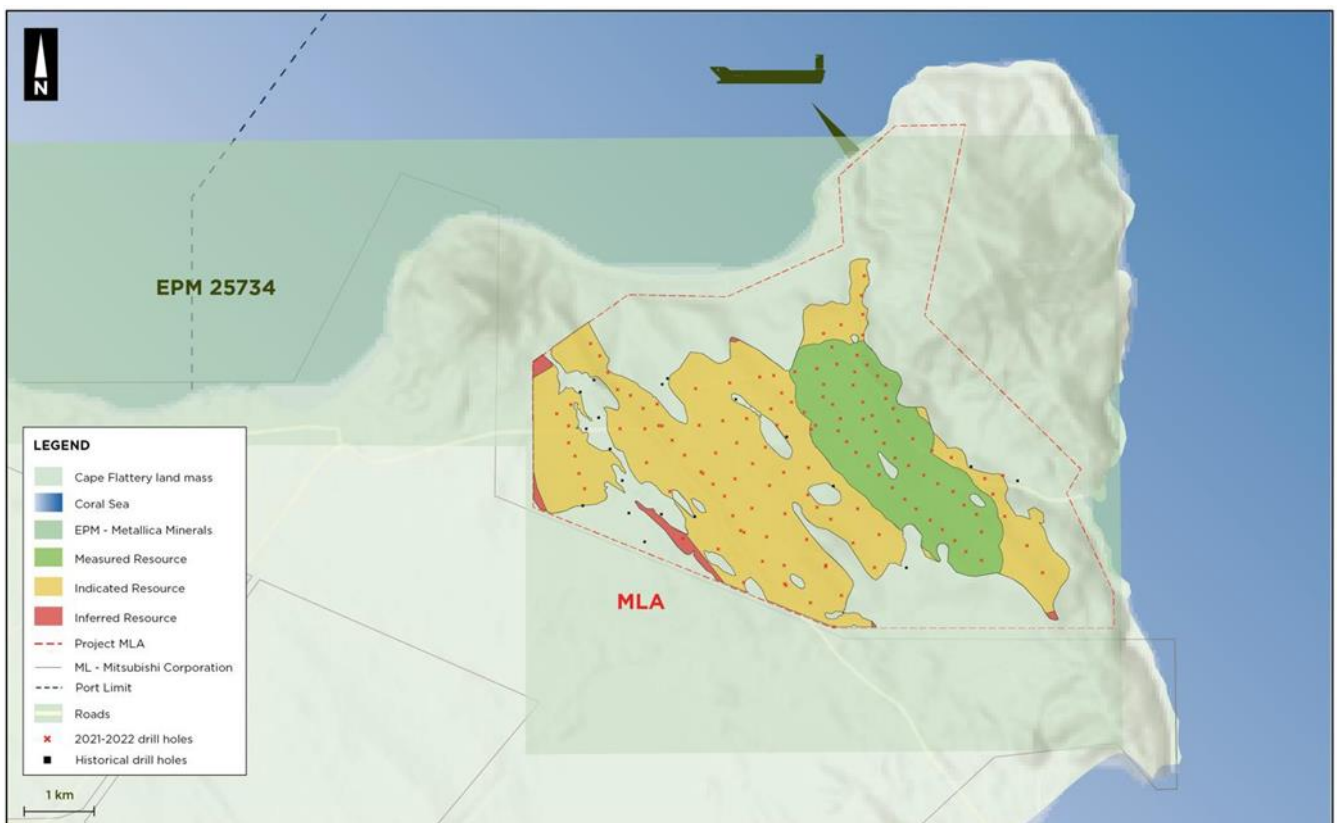 N
EPM 25734
MLA
LEGEND
Cape Flattery land mass
Coral Sea
EPM - Metallica Minerals
Measured Resource
Indicated Resource
Inferred Resource
Project MLA
ML - Mitsubishi Corporation
Port Limit
Roads
2021-2022 drill holes
Historical drill holes
1 km